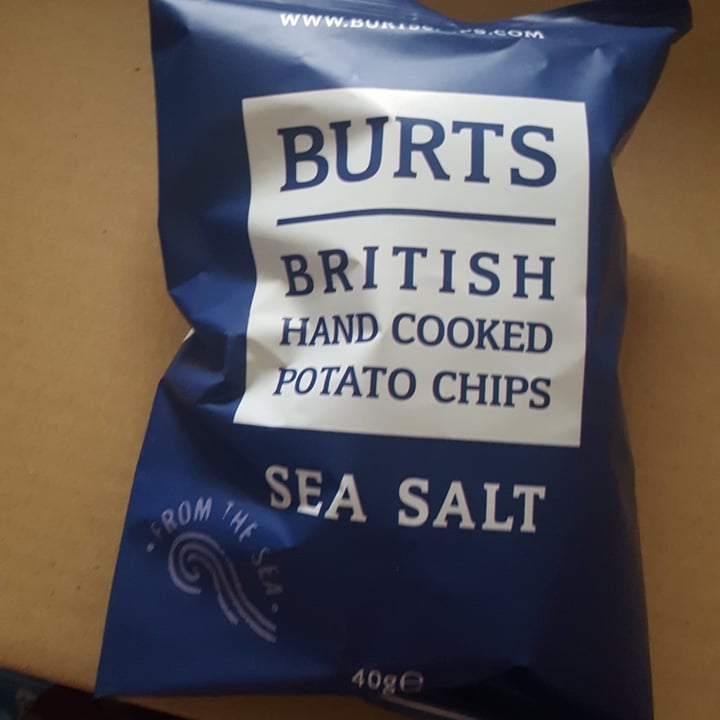 BURTS
BRITISH
HAND COOKED
POTATO CHIPS
SEA SALT
• FROM THE SEA •
40g℮